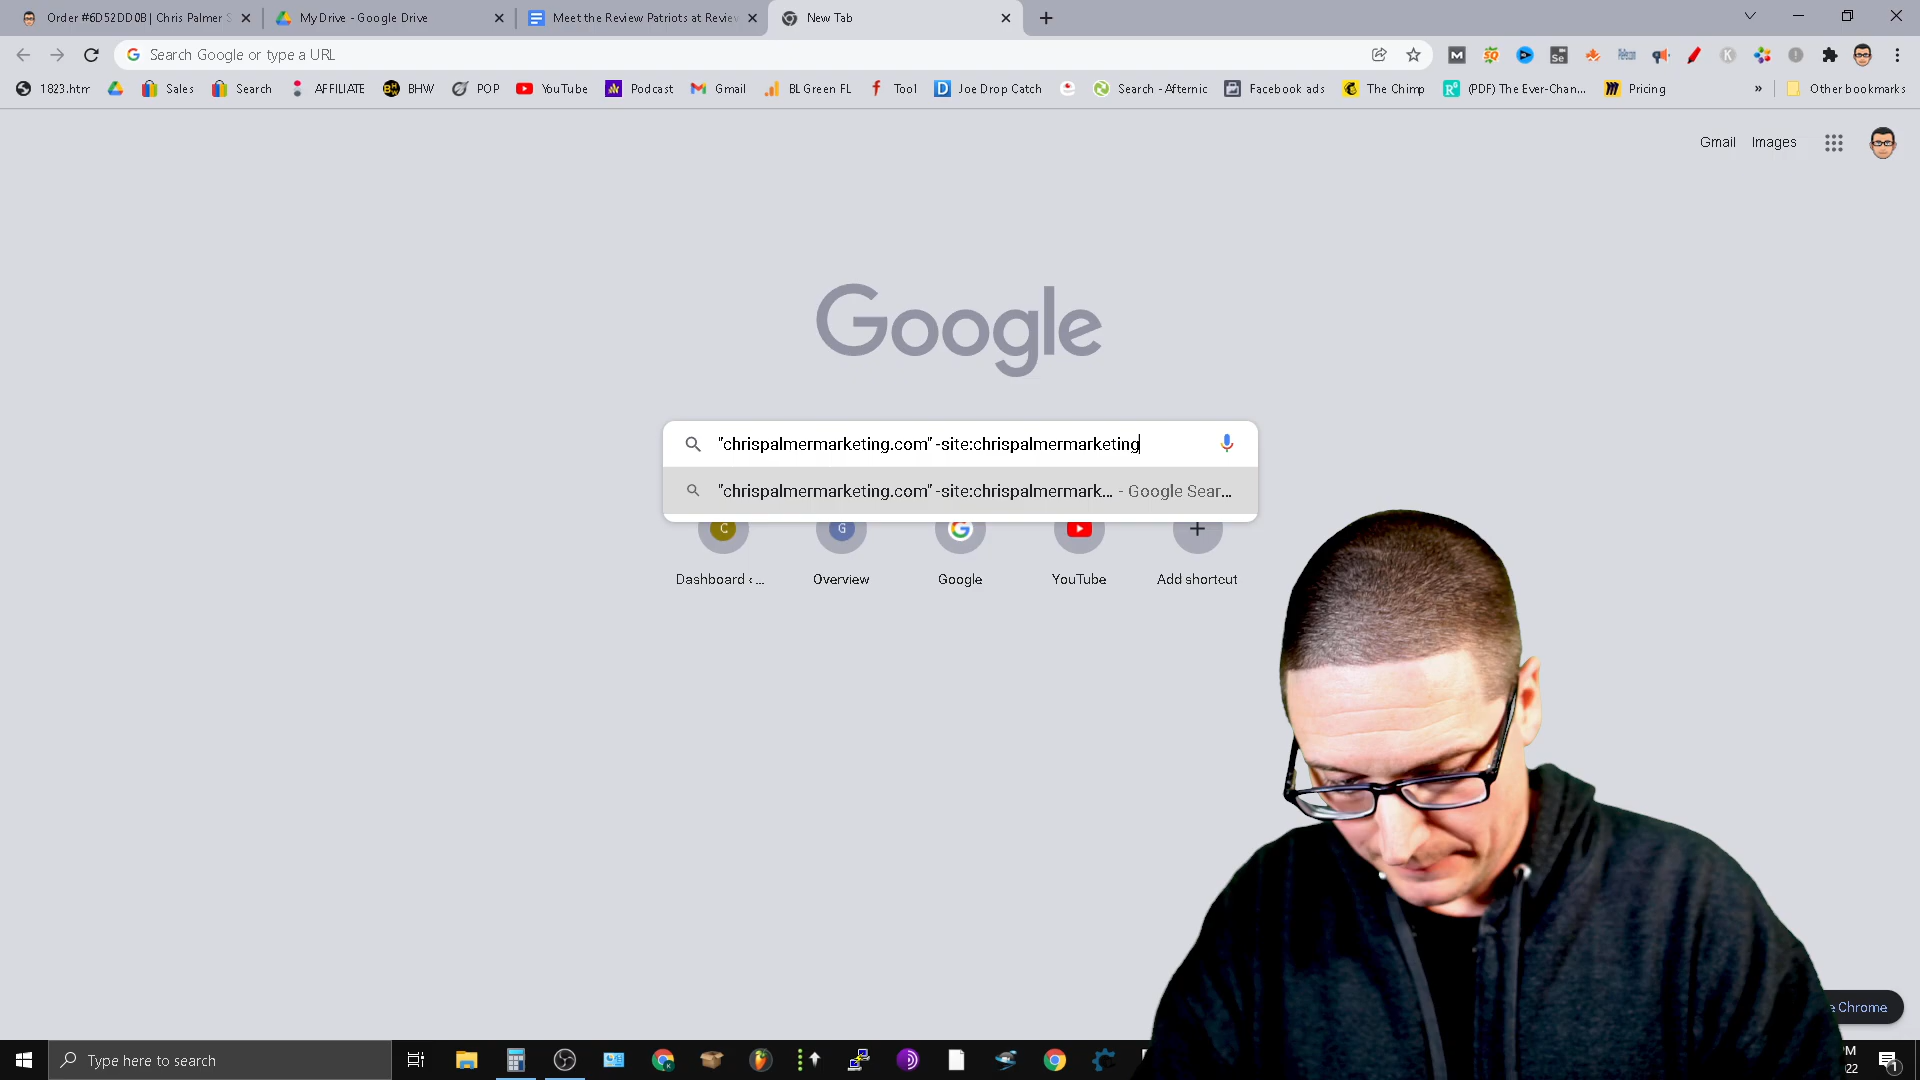 Order #6D52DD0B | Chris Palmer S
My Drive - Google Drive
Meet the Review Patriots at Review
New Tab
Search Google or type a URL
1823.htm
Sales
Search
AFFILIATE
BHW
POP
YouTube
Podcast
Gmail
BL Green FL
Tool
Joe Drop Catch
Search - Afternic
Facebook ads
The Chimp
(PDF) The Ever-Chan...
Pricing
»
Other bookmarks
Gmail
Images
Google
"chrispalmermarketing.com" -site:chrispalmermarketing
"chrispalmermarketing.com" -site:chrispalmermark... - Google Sear...
C
G
Dashboard ‹ ...
Overview
Google
YouTube
Add shortcut
e Chrome
Type here to search
PM
22
1